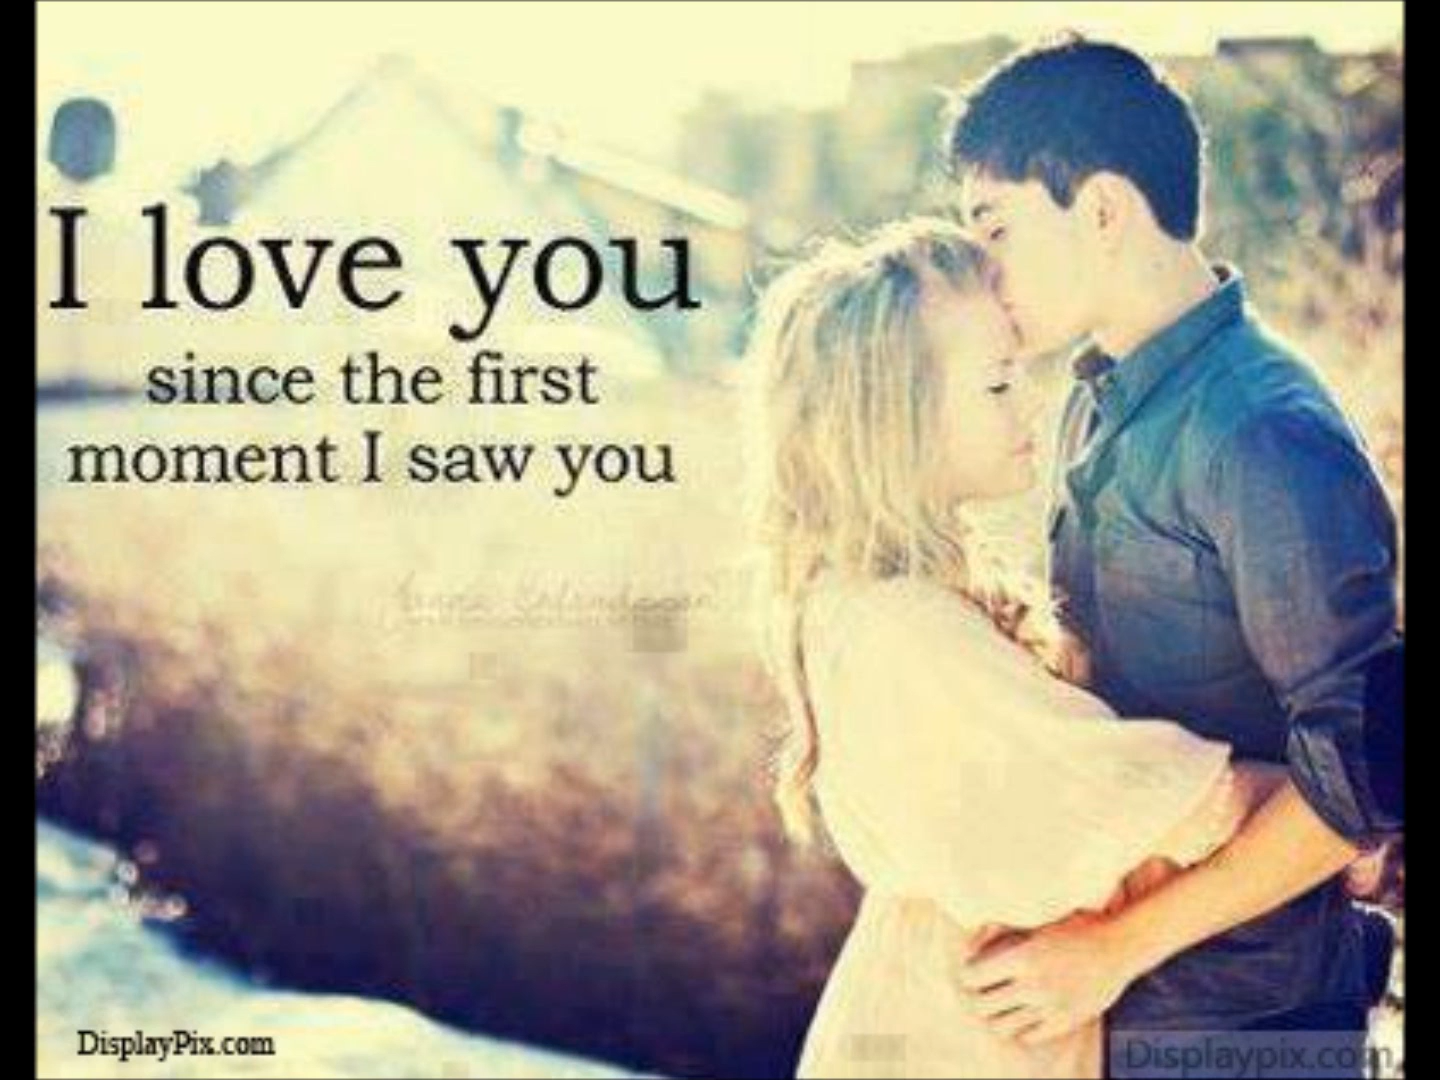 I love you
since the first
moment I saw you
DisplayPix.com
Displaypix.com